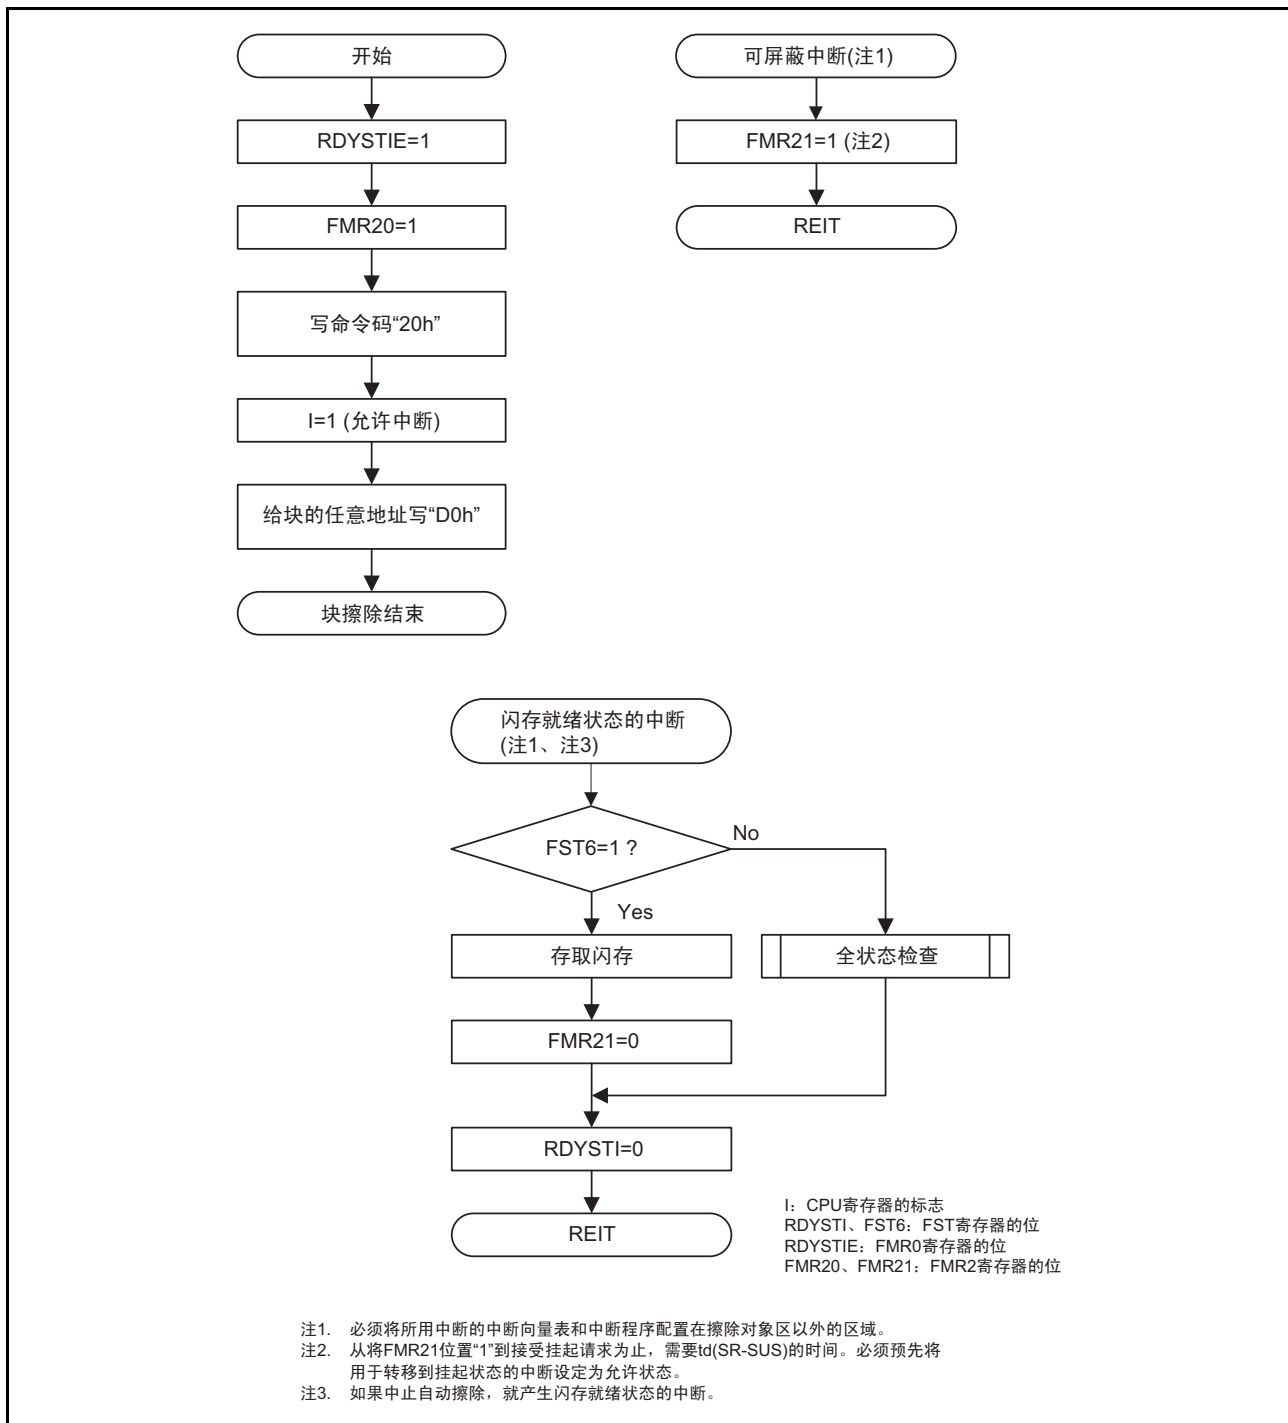 开始
RDYSTIE=1
FMR20=1
写命令码“20h”
I=1 (允许中断)
给块的任意地址写“D0h”
块擦除结束
可屏蔽中断(注1)
FMR21=1 (注2)
REIT
闪存就绪状态的中断
(注1、注3)
FST6=1 ?
No
Yes
存取闪存
全状态检查
FMR21=0
RDYSTI=0
REIT
I：CPU寄存器的标志
RDYSTI、FST6：FST寄存器的位
RDYSTIE：FMR0寄存器的位
FMR20、FMR21：FMR2寄存器的位
注1. 必须将所用中断的中断向量表和中断程序配置在擦除对象区以外的区域。
注2. 从将FMR21位置“1”到接受挂起请求为止，需要td(SR-SUS)的时间。必须预先将
用于转移到挂起状态的中断设定为允许状态。
注3. 如果中止自动擦除，就产生闪存就绪状态的中断。